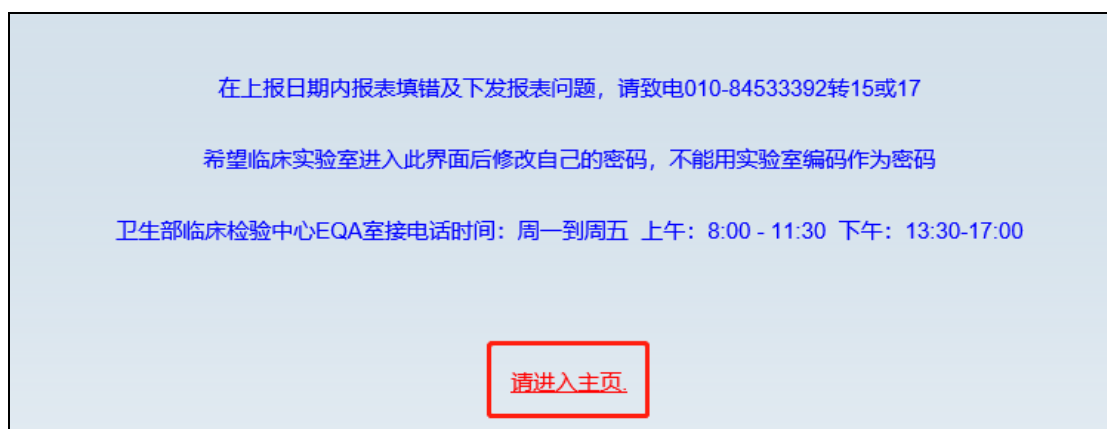 在上报日期内报表填错及下发报表问题，请致电010-84533392转15或17
希望临床实验室进入此界面后修改自己的密码，不能用实验室编码作为密码
卫生部临床检验中心EQA室接电话时间：周一到周五 上午：8:00 - 11:30 下午：13:30-17:00
请进入主页.